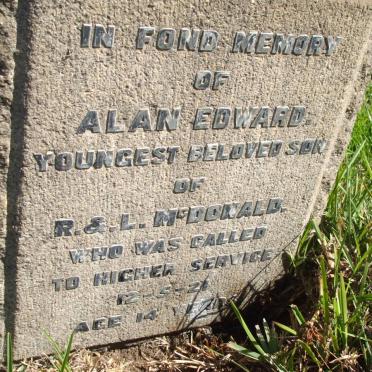 IN FOND MEMORY
OF
ALAN EDWARD.
YOUNGEST BELOVED SON
OF
R. & L. McDONALD.
WHO WAS CALLED
TO HIGHER SERVICE
12-5-21
AGE 14